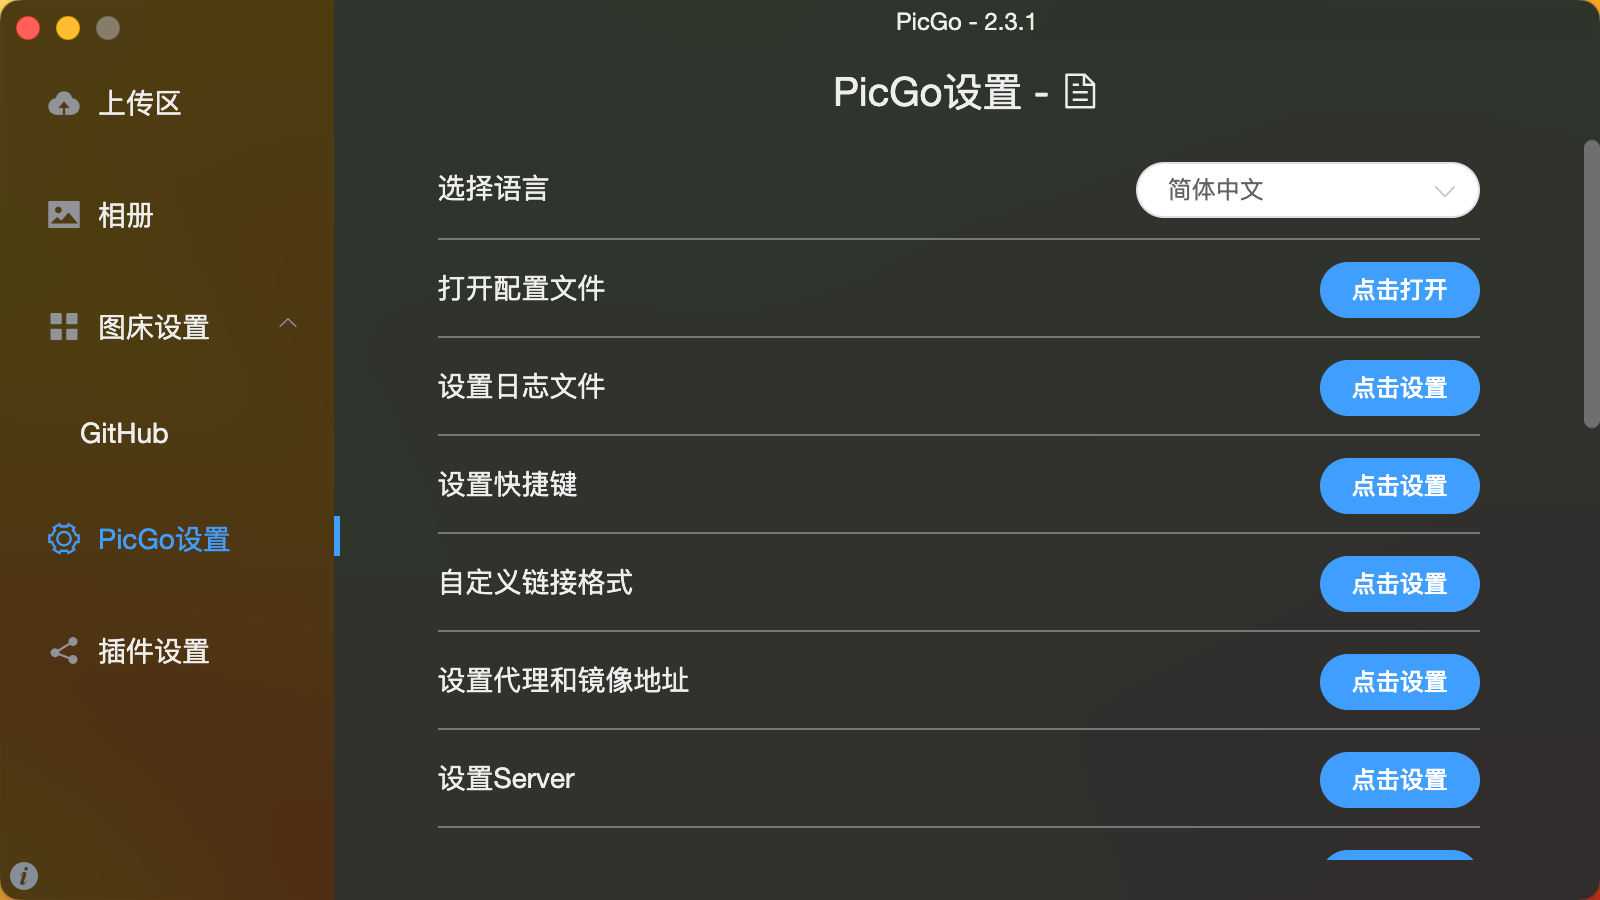 PicGo - 2.3.1
上传区
相册
图床设置
GitHub
PicGo设置
插件设置
PicGo设置 -
选择语言
简体中文
打开配置文件
点击打开
设置日志文件
点击设置
设置快捷键
点击设置
自定义链接格式
点击设置
设置代理和镜像地址
点击设置
设置Server
点击设置